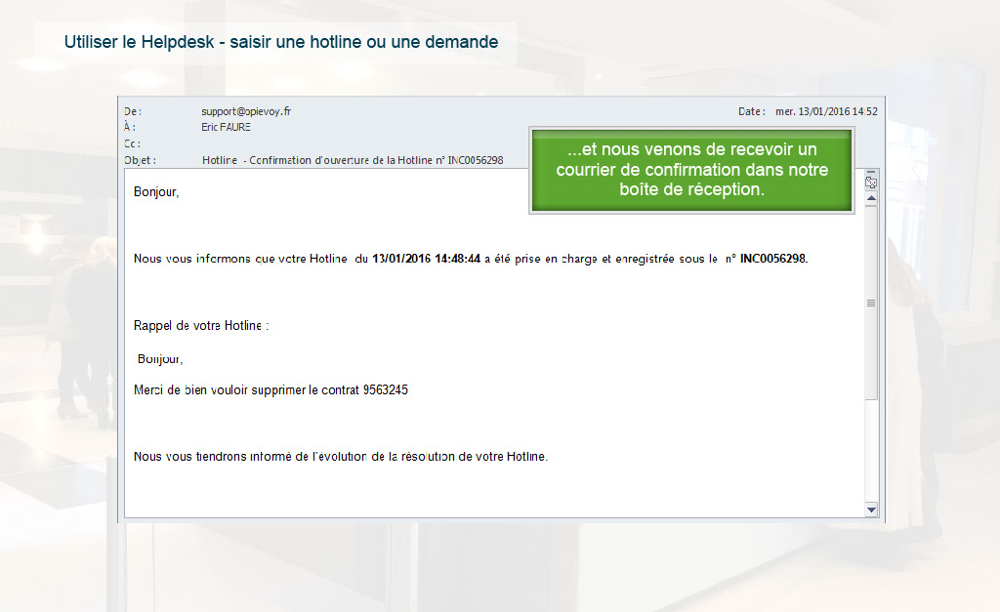 Utiliser le Helpdesk - saisir une hotline ou une demande
De : support@opievoy.fr Date : mer. 13/01/2016 14:52
À : Eric FAURE
Cc :
Objet : Hotline - Confirmation d'ouverture de la Hotline n° INC0056298
...et nous venons de recevoir un
courrier de confirmation dans notre
boîte de réception.
Bonjour,
Nous vous informons que votre Hotline du 13/01/2016 14:48:44 a été prise en charge et enregistrée sous le n° INC0056298.
Rappel de votre Hotline :
Bonjour,
Merci de bien vouloir supprimer le contrat 9563245
Nous vous tiendrons informé de l'évolution de la résolution de votre Hotline.